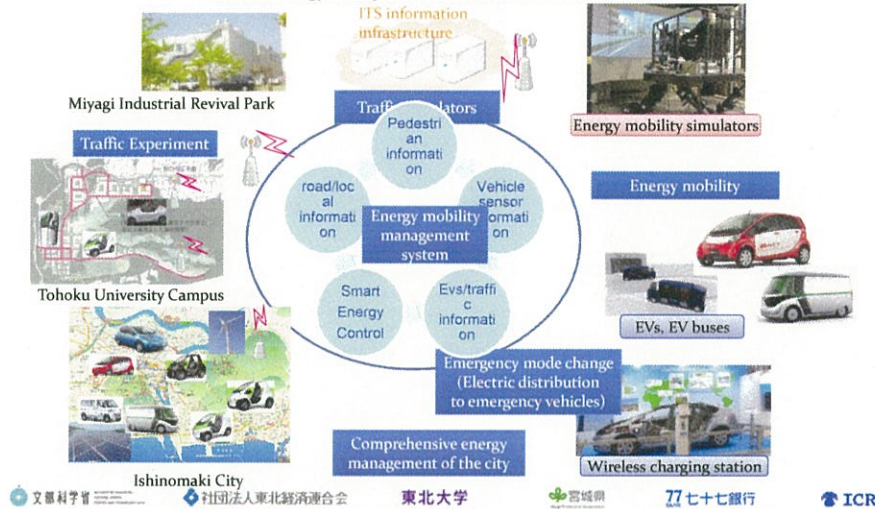 ITS information
infrastructure
Miyagi Industrial Revival Park
Energy mobility simulators
Traffic Experiment
Pedestri
an
informati
on
road/loc
al
informati
on
Vehicle
sensor
Energy mobility
management
system
Energy mobility
Tohoku University Campus
Smart
Energy
Control
Evs/traffi
c
informati
on
EVs, EV buses
Emergency mode change
(Electric distribution
to emergency vehicles)
Comprehensive energy
management of the city
Wireless charging station
Ishinomaki City
文部科学省
社団法人東北経済連合会
東北大学
宮城県
77 七十七銀行
ICR